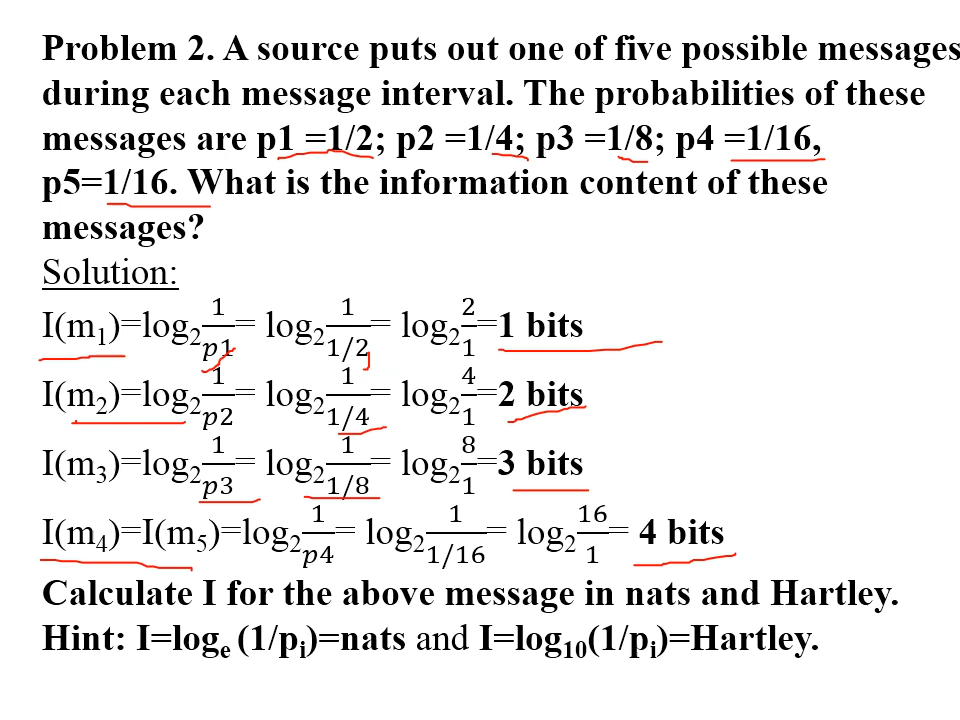 Problem 2. A source puts out one of five possible messages
during each message interval. The probabilities of these
messages are p1 =1/2; p2 =1/4; p3 =1/8; p4 =1/16,
p5=1/16. What is the information content of these
messages?
Solution:
I(m₁)=log₂ 1/p1 = log₂ 1/(1/2) = log₂ 2/1 =1 bits
I(m₂)=log₂ 1/p2 = log₂ 1/(1/4) = log₂ 4/1 =2 bits
I(m₃)=log₂ 1/p3 = log₂ 1/(1/8) = log₂ 8/1 =3 bits
I(m₄)=I(m₅)=log₂ 1/p4 = log₂ 1/(1/16) = log₂ 16/1 = 4 bits
Calculate I for the above message in nats and Hartley.
Hint: I=logₑ (1/pᵢ)=nats and I=log₁₀(1/pᵢ)=Hartley.